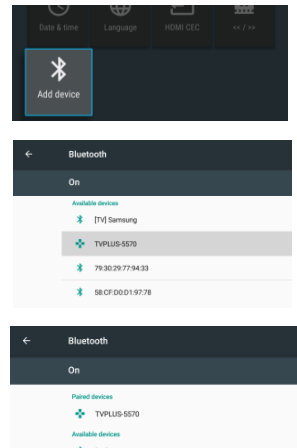 Date & time Language HDMI CEC << / >>
Add device
← Bluetooth
On
Available devices
[TV] Samsung
TVPLUS-5570
79:30:29:77:94:33
58:CF:D0:D1:97:78
← Bluetooth
On
Paired devices
TVPLUS-5570
Available devices